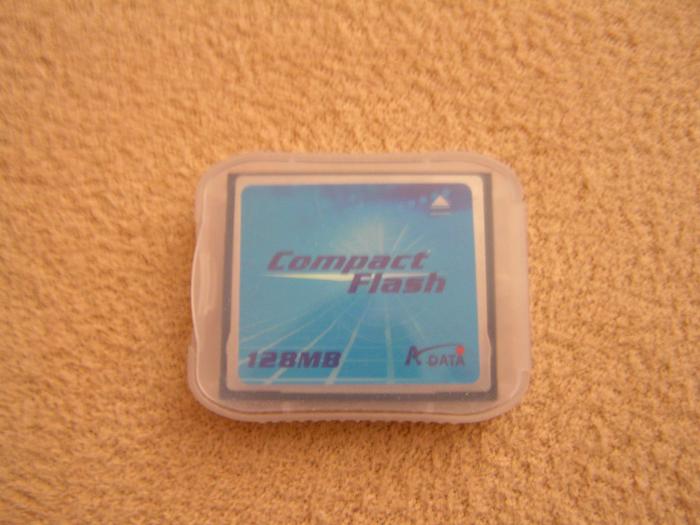 Compact
Flash
128MB
A-DATA